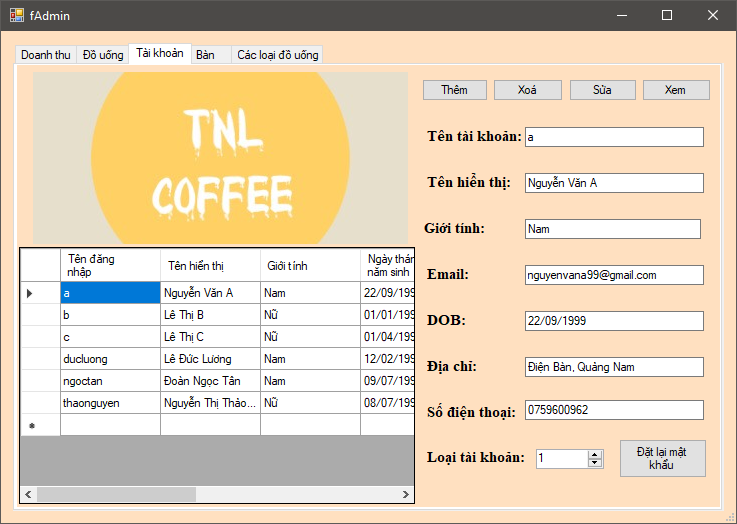 fAdmin
Doanh thu Đồ uống Tài khoản Bàn Các loại đồ uống
TNL
COFFEE
Thêm Xoá Sửa Xem
Tên tài khoản: a
Tên hiển thị: Nguyễn Văn A
Giới tính: Nam
Email: nguyenvana99@gmail.com
DOB: 22/09/1999
Địa chỉ: Điện Bàn, Quảng Nam
Số điện thoại: 0759600962
Loại tài khoản: 1
Đặt lại mật
khẩu
Tên đăng
nhập
Tên hiển thị
Giới tính
Ngày thán
năm sinh
a Nguyễn Văn A Nam 22/09/199
b Lê Thị B Nữ 01/01/199
c Lê Thị C Nữ 01/04/199
ducluong Lê Đức Lương Nam 12/02/199
ngoctan Đoàn Ngọc Tân Nam 09/07/199
thaonguyen Nguyễn Thị Thảo... Nữ 08/07/199